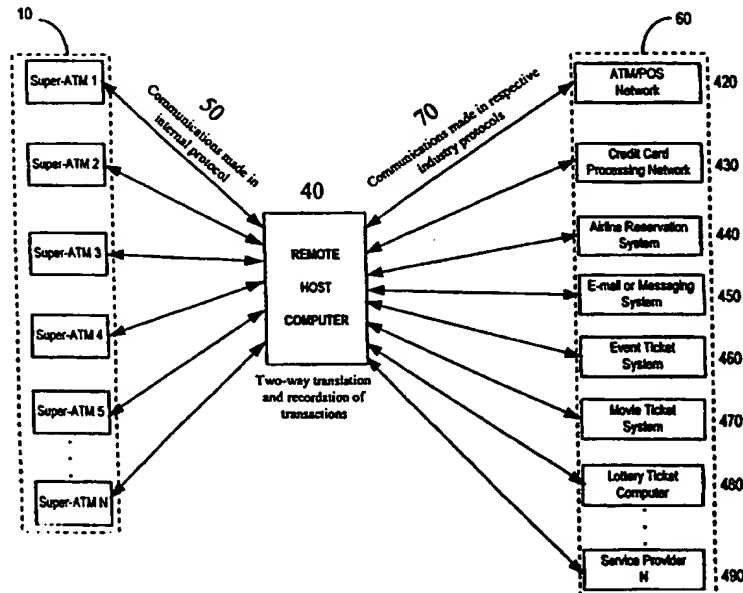 10
60
Super-ATM 1
Super-ATM 2
Super-ATM 3
Super-ATM 4
Super-ATM 5
Super-ATM N
50
Communications made in
internal protocol
40
REMOTE
HOST
COMPUTER
Two-way translation
and recordation of
transactions
70
Communications made in respective
industry protocols
ATM/POS
Network
420
Credit Card
Processing Network
430
Airline Reservation
System
440
E-mail or Messaging
System
450
Event Ticket
System
460
Movie Ticket
System
470
Lottery Ticket
Computer
480
Service Provider
N
490